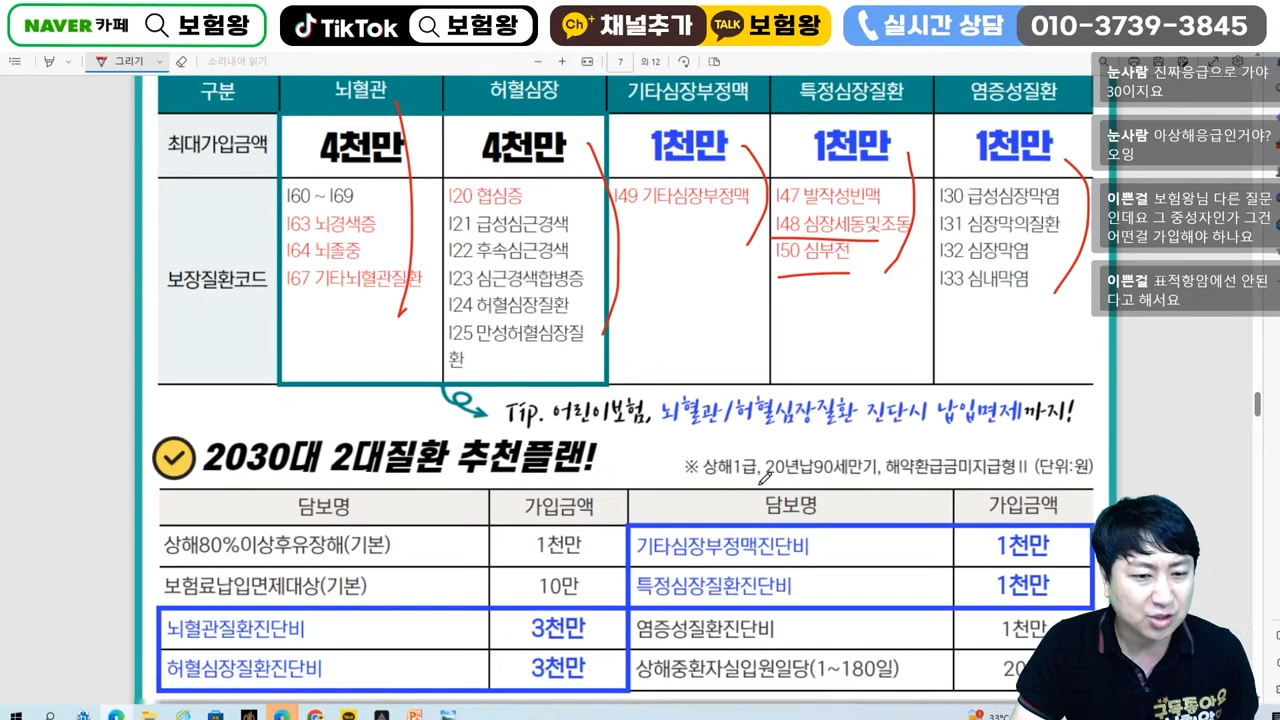 NAVER 카페 보험왕 TikTok 보험왕 Ch+ 채널추가 TALK 보험왕 실시간 상담 010-3739-3845
그리기 소리내어 읽기 7 의 12
구분 뇌혈관 허혈심장 기타심장부정맥 특정심장질환 염증성질환
최대가입금액 4천만 4천만 1천만 1천만 1천만
보장질환코드
I60 ~ I69
I63 뇌경색증
I64 뇌졸중
I67 기타뇌혈관질환
I20 협심증
I21 급성심근경색
I22 후속심근경색
I23 심근경색합병증
I24 허혈심장질환
I25 만성허혈심장질
환
I49 기타심장부정맥
I47 발작성빈맥
I48 심장세동및조동
I50 심부전
I30 급성심장막염
I31 심장막의질환
I32 심장막염
I33 심내막염
눈사람 진짜응급으로 가야
30이지요
눈사람 아상해응급인거야?
오잉
이쁜걸 보험왕님 다른 질문
인데요 그 중성자인가 그건
어떤걸 가입해야 하나요
이쁜걸 표적항암에선 안된
다고 해서요
Tip. 어린이보험, 뇌혈관/허혈심장질환 진단시 납입면제까지!
2030대 2대질환 추천플랜!
※ 상해1급, 20년납90세만기, 해약환급금미지급형Ⅱ (단위:원)
담보명 가입금액 담보명 가입금액
상해80%이상후유장해(기본) 1천만 기타심장부정맥진단비 1천만
보험료납입면제대상(기본) 10만 특정심장질환진단비 1천만
뇌혈관질환진단비 3천만 염증성질환진단비 1천만
허혈심장질환진단비 3천만 상해중환자실입원일당(1~180일) 20
33°C